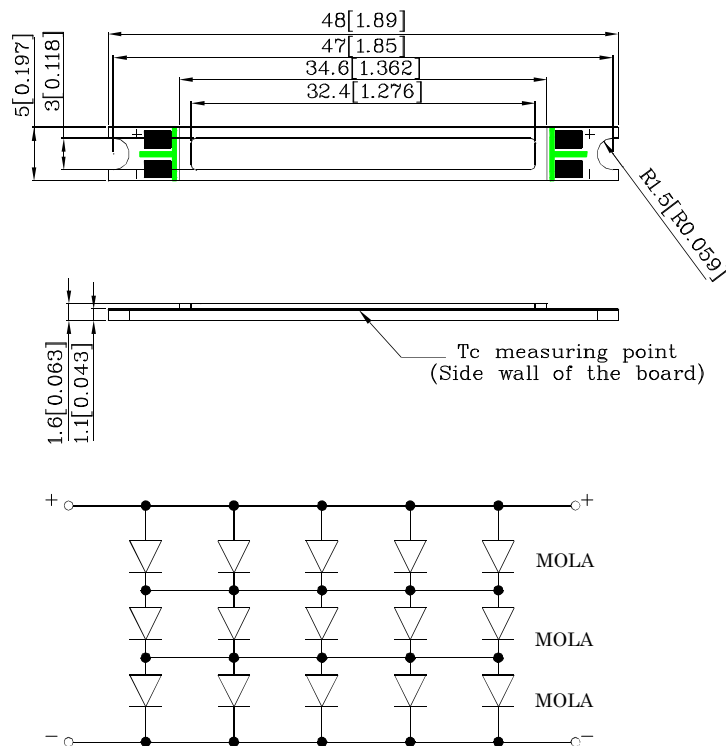 48[1.89]
47[1.85]
34.6[1.362]
32.4[1.276]
5[0.197]
3[0.118]
+ +
- -
R1.5[R0.059]
1.6[0.063]
1.1[0.043]
Tc measuring point
(Side wall of the board)
+ +
MOLA
MOLA
MOLA
- -